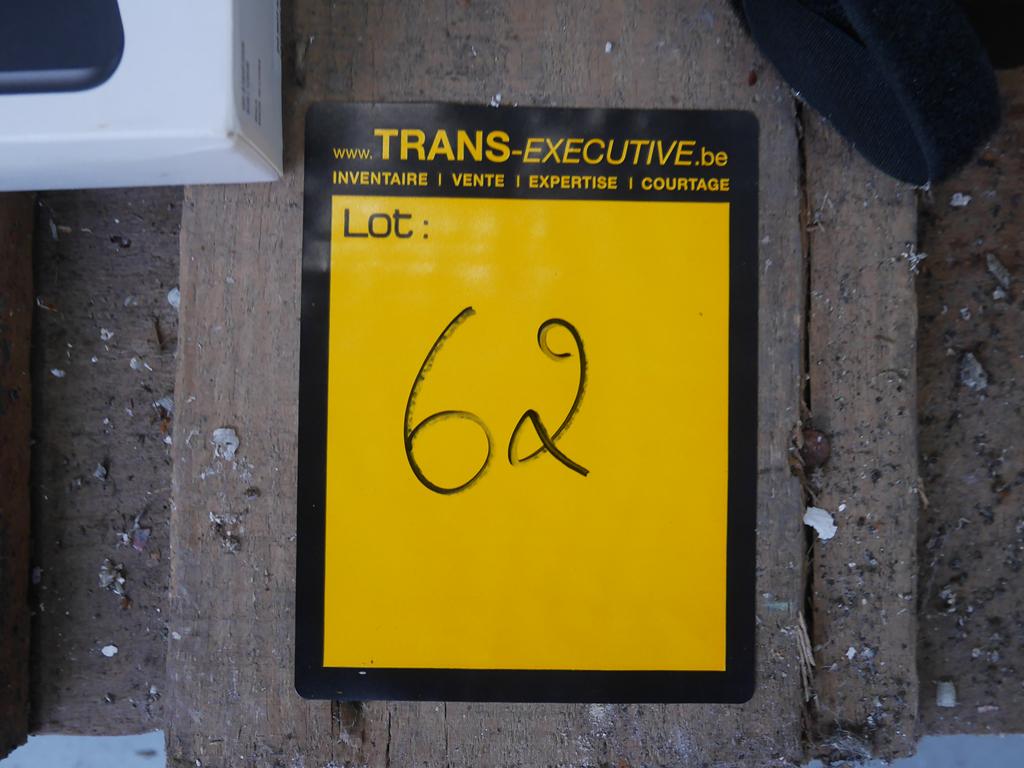 www.TRANS-EXECUTIVE.be
INVENTAIRE | VENTE | EXPERTISE | COURTAGE
Lot :
62